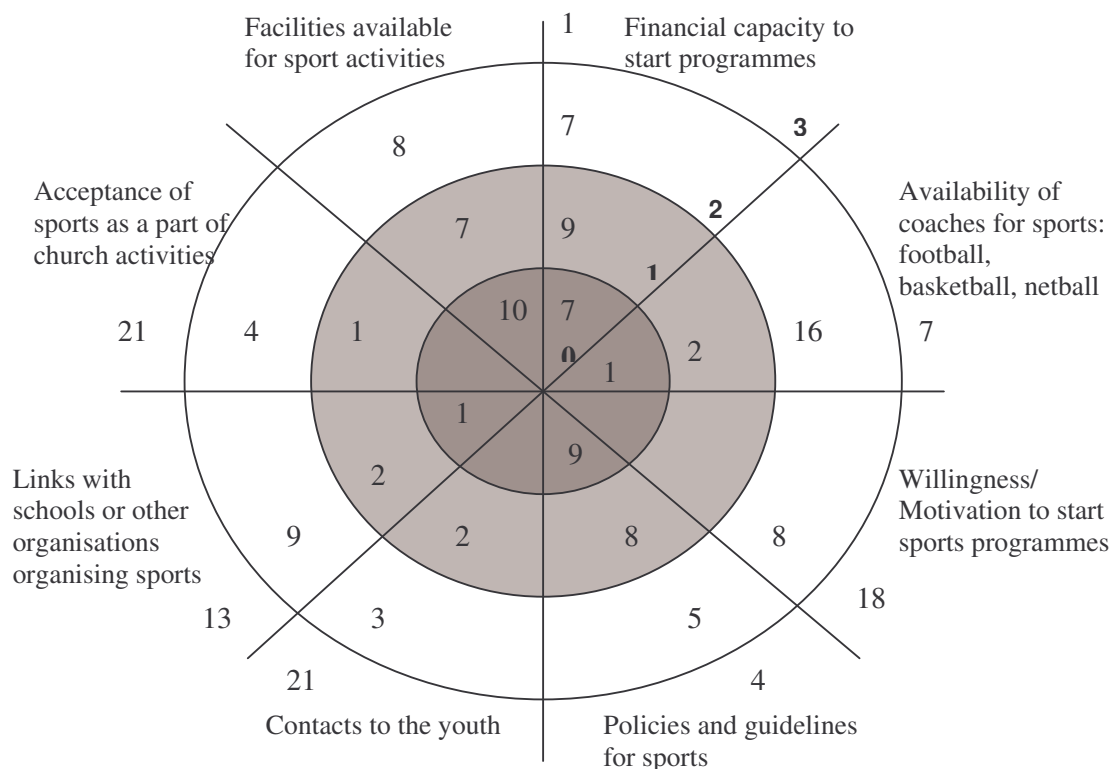 Facilities available
for sport activities
1
Financial capacity to
start programmes
8
7
3
Acceptance of
sports as a part of
church activities
7
9
2
1
Availability of
coaches for sports:
football,
basketball, netball
21
4
1
10
7
0
1
2
16
7
Links with
schools or other
organisations
organising sports
1
9
2
9
2
8
8
Willingness/
Motivation to start
sports programmes
13
3
5
18
21
4
Contacts to the youth
Policies and guidelines
for sports